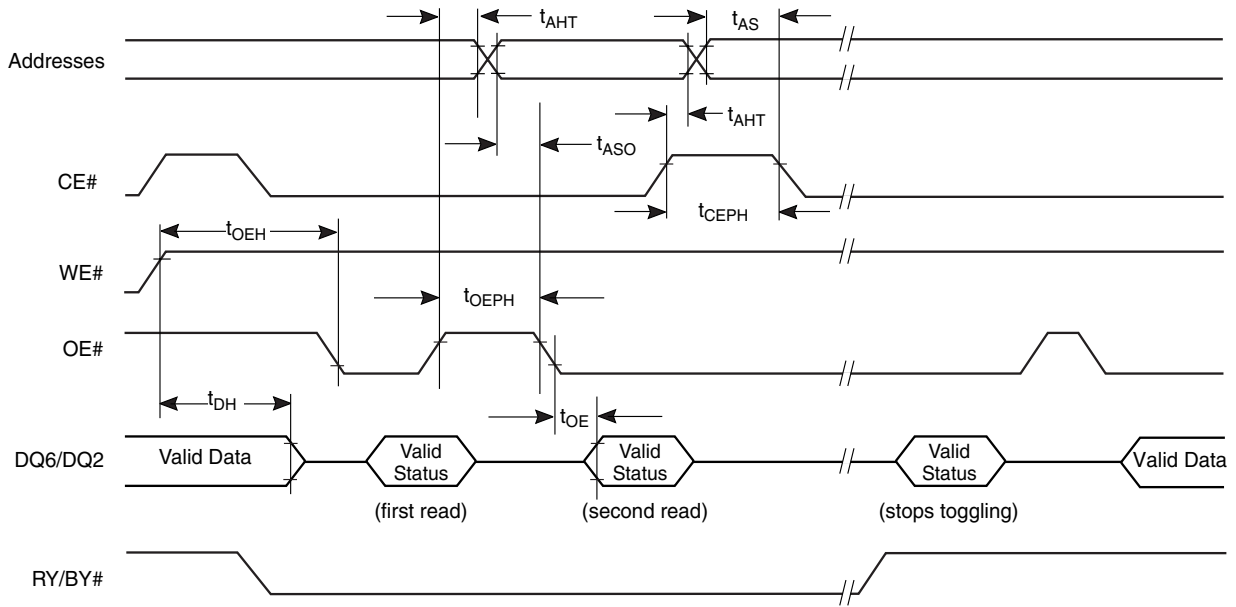 tAHT
tAS
Addresses
tAHT
tASO
CE#
tCEPH
tOEH
WE#
tOEPH
OE#
tDH
tOE
DQ6/DQ2
Valid Data
Valid
Status
Valid
Status
Valid
Status
Valid Data
(first read)
(second read)
(stops toggling)
RY/BY#